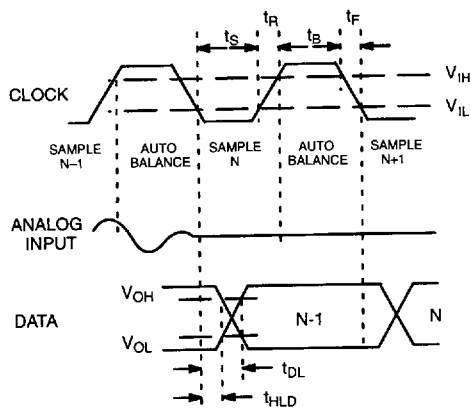 tR tF
tS tB
VIH
CLOCK
VIL
SAMPLE N–1 AUTO BALANCE SAMPLE N AUTO BALANCE SAMPLE N+1
ANALOG INPUT
VOH
DATA N-1 N
VOL
tDL
tHLD